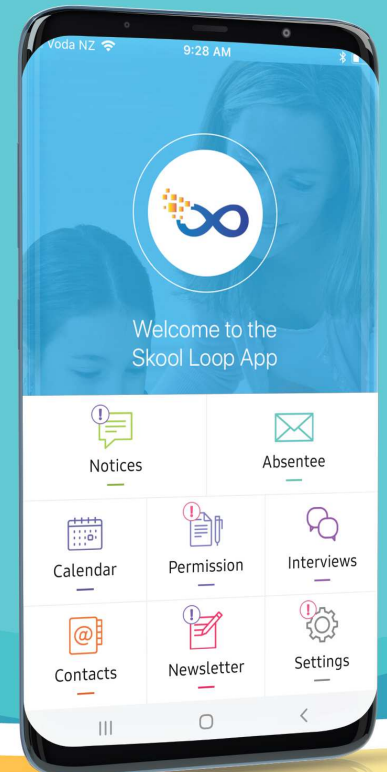 Voda NZ
9:28 AM
Welcome to the
Skool Loop App
Notices
Absentee
Calendar
Permission
Interviews
Contacts
Newsletter
Settings